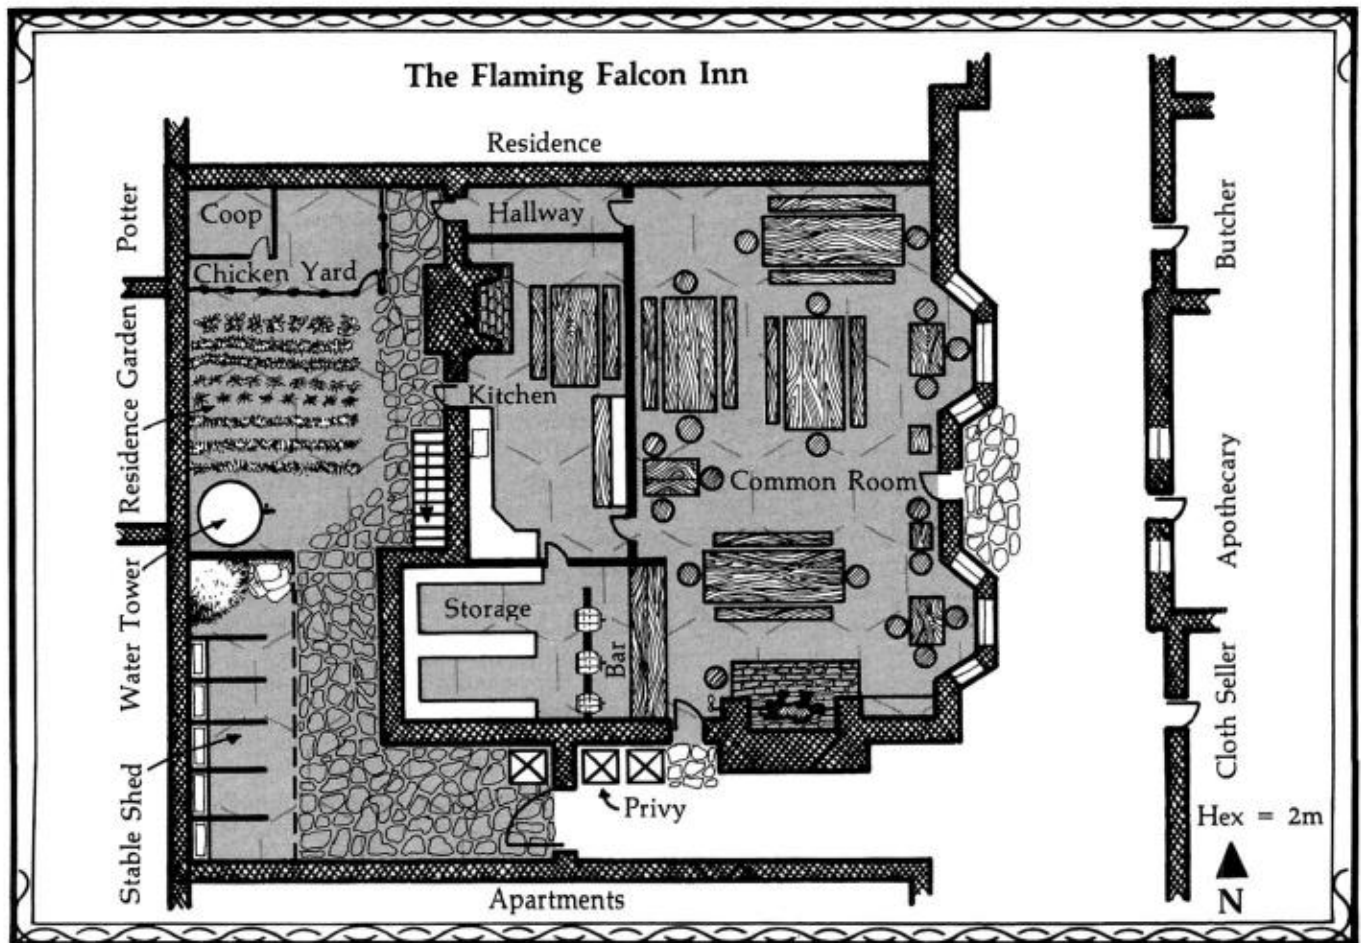 The Flaming Falcon Inn
Residence
Potter
Coop
Hallway
Butcher
Chicken Yard
Residence Garden
Kitchen
Common Room
Apothecary
Water Tower
Storage
Bar
Cloth Seller
Stable Shed
Privy
Hex = 2m
Apartments
N